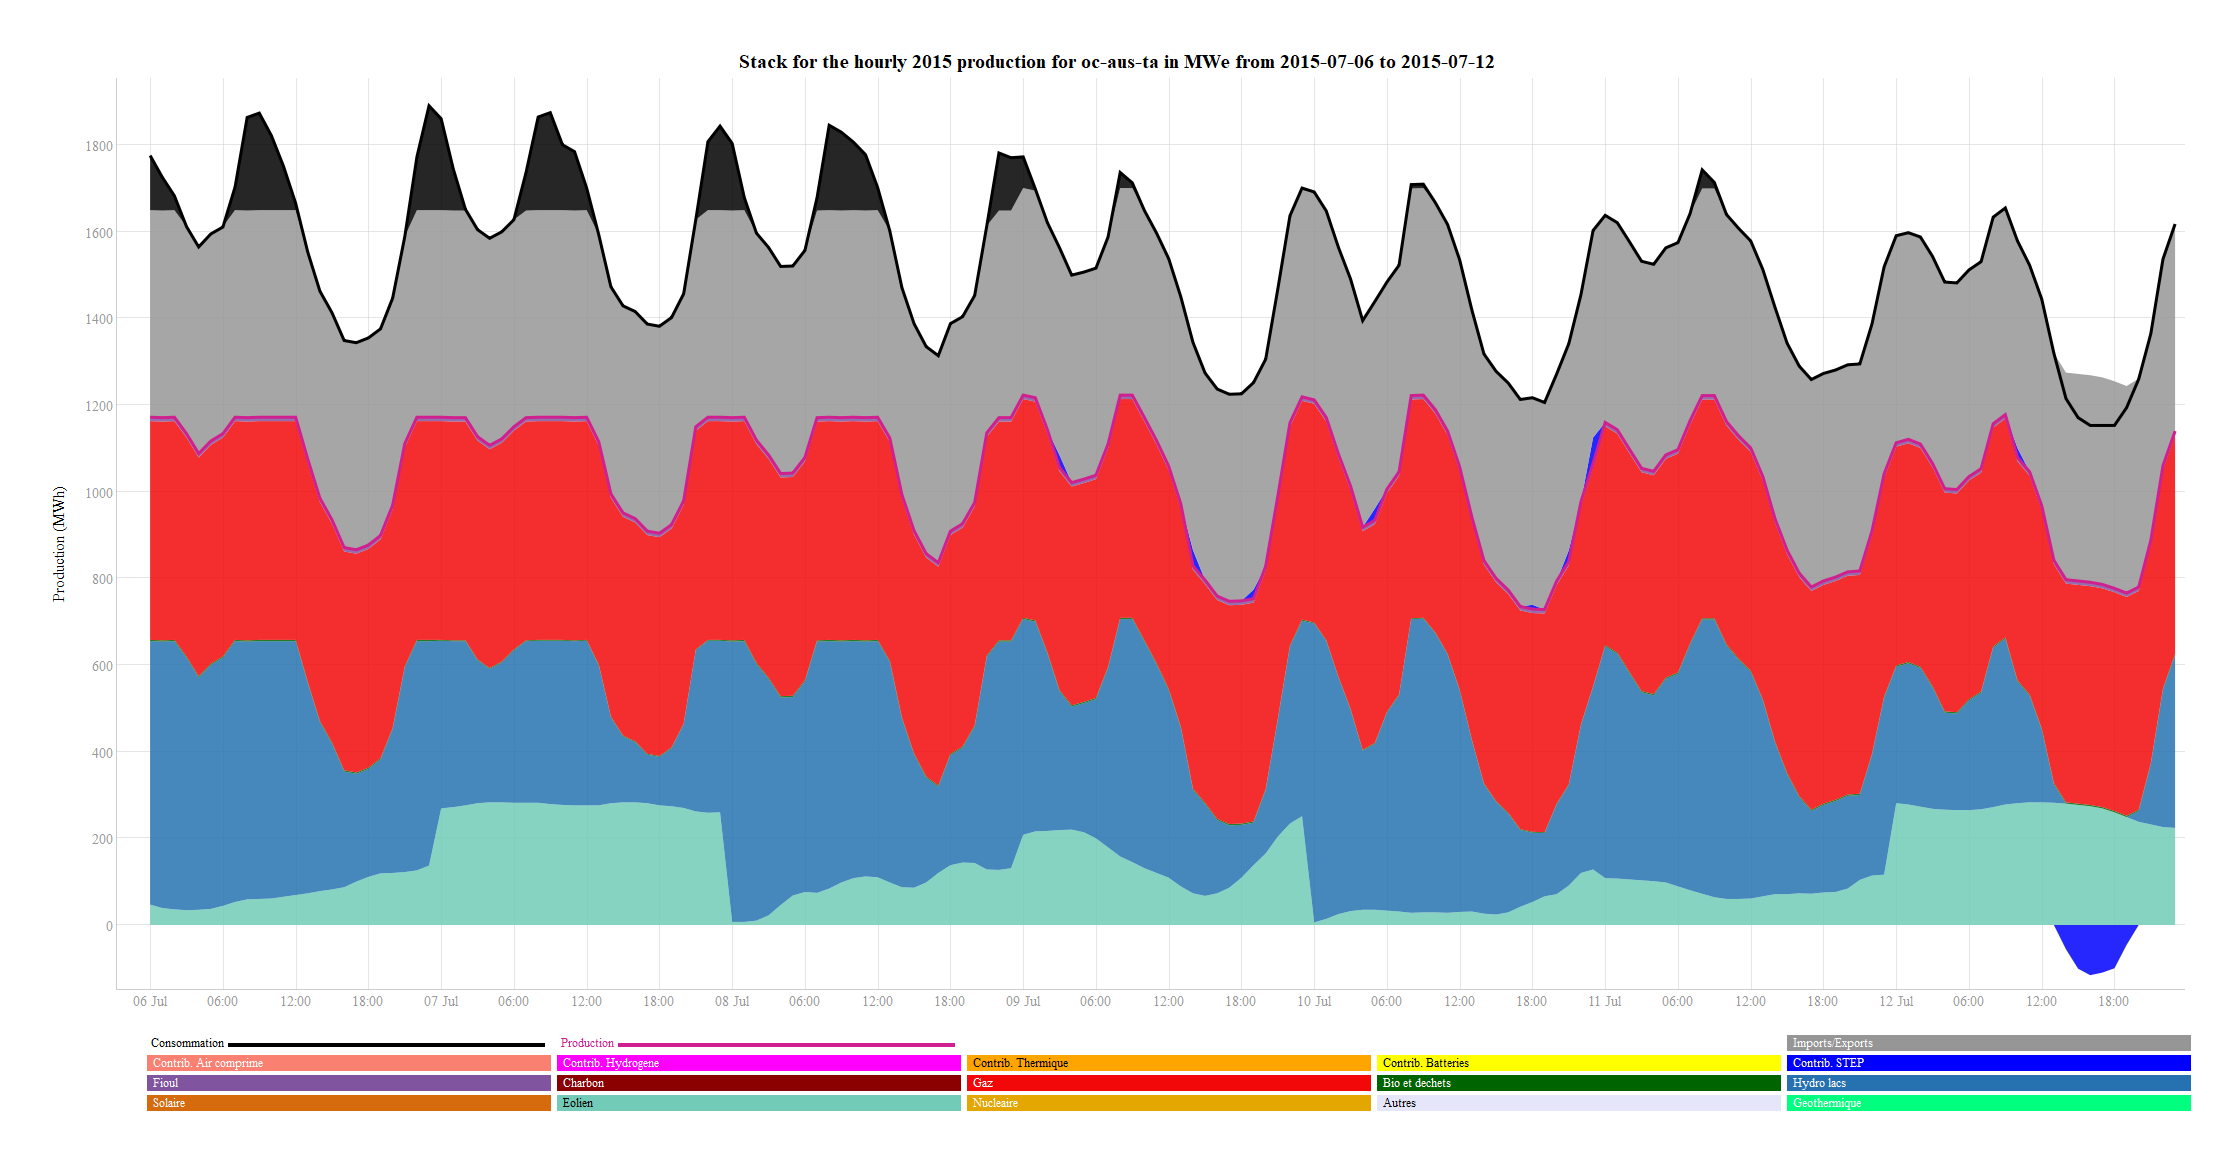 Stack for the hourly 2015 production for oc-aus-ta in MWe from 2015-07-06 to 2015-07-12
Production (MWh)
1800
1600
1400
1200
1000
800
600
400
200
0
06 Jul 06:00 12:00 18:00 07 Jul 06:00 12:00 18:00 08 Jul 06:00 12:00 18:00 09 Jul 06:00 12:00 18:00 10 Jul 06:00 12:00 18:00 11 Jul 06:00 12:00 18:00 12 Jul 06:00 12:00 18:00
Consommation Production Imports/Exports
Contrib. Air comprime Contrib. Hydrogene Contrib. Thermique Contrib. Batteries Contrib. STEP
Fioul Charbon Gaz Bio et dechets Hydro lacs
Solaire Eolien Nucleaire Autres Geothermique